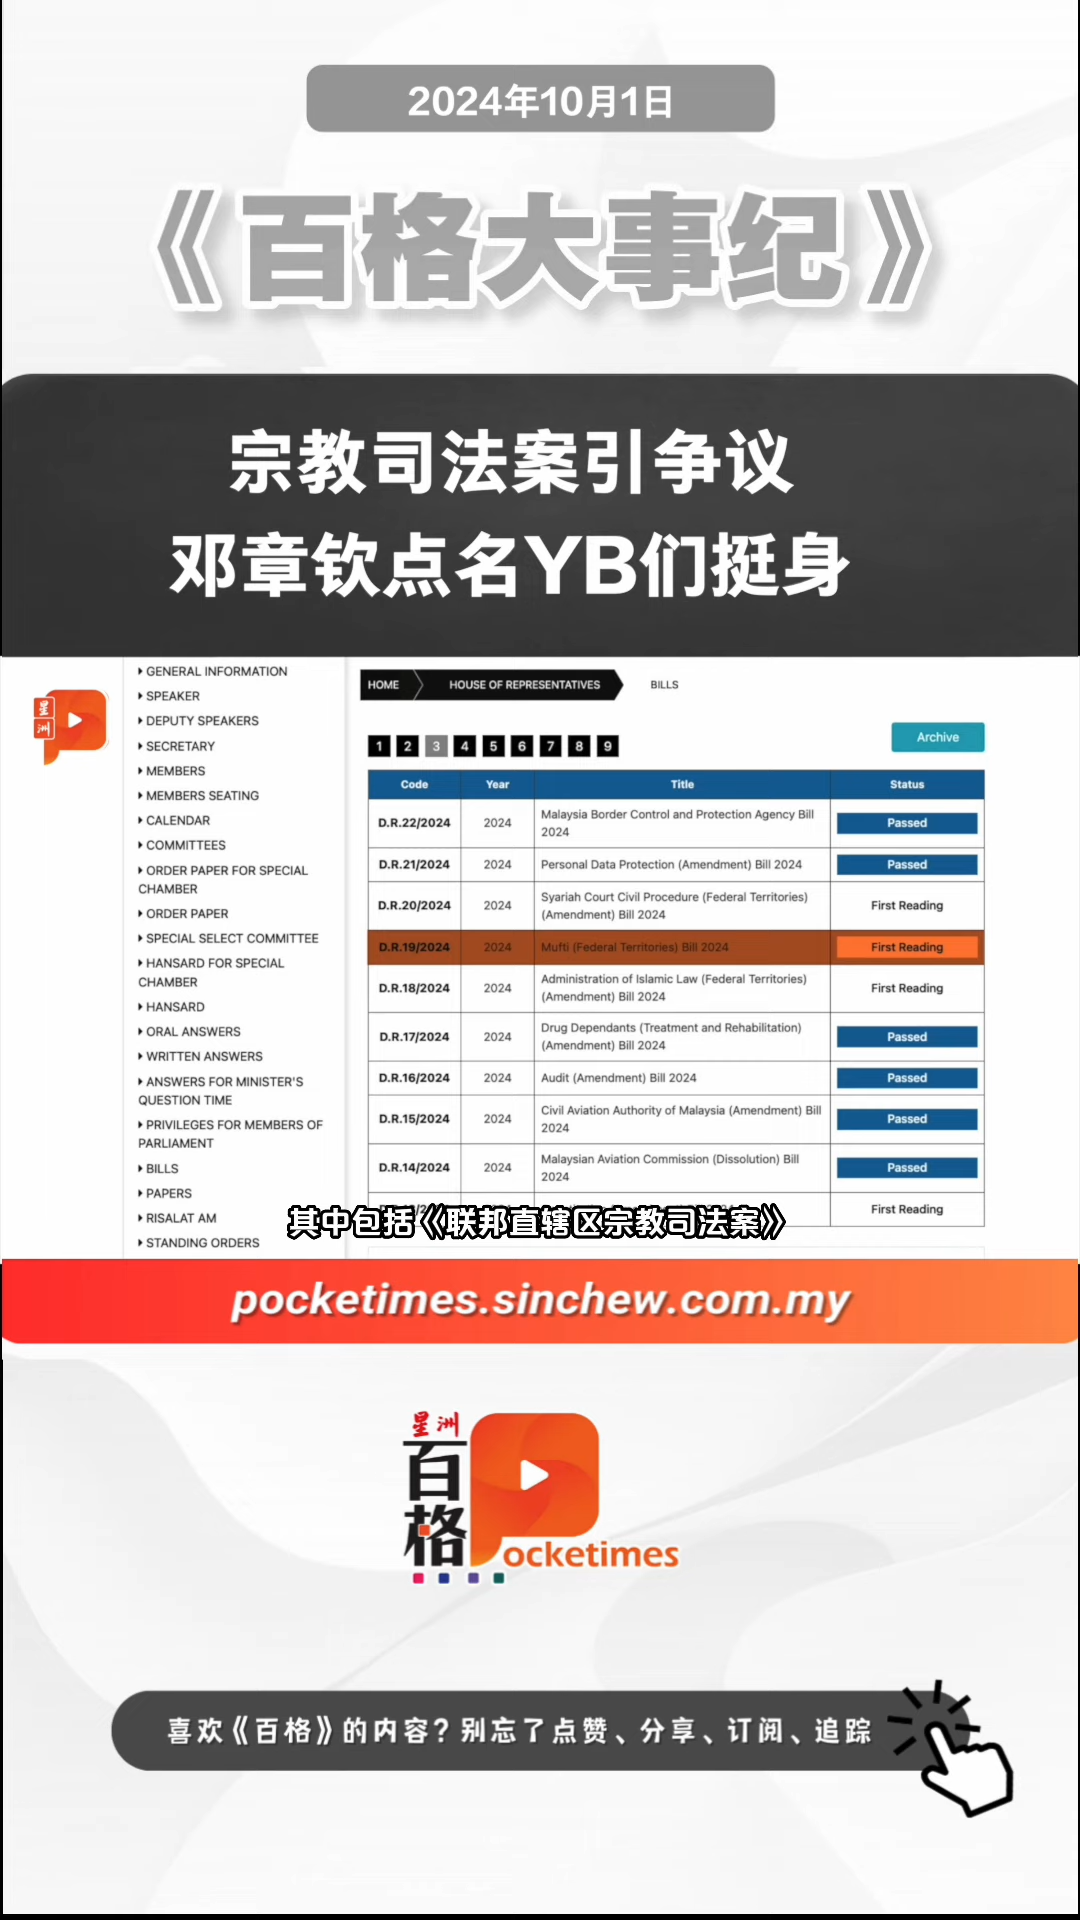 2024年10月1日
《百格大事纪》
宗教司法案引争议
邓章钦点名YB们挺身
星洲
GENERAL INFORMATION
SPEAKER
DEPUTY SPEAKERS
SECRETARY
MEMBERS
MEMBERS SEATING
CALENDAR
COMMITTEES
ORDER PAPER FOR SPECIAL
CHAMBER
ORDER PAPER
SPECIAL SELECT COMMITTEE
HANSARD FOR SPECIAL
CHAMBER
HANSARD
ORAL ANSWERS
WRITTEN ANSWERS
ANSWERS FOR MINISTER'S
QUESTION TIME
PRIVILEGES FOR MEMBERS OF
PARLIAMENT
BILLS
PAPERS
RISALAT AM
STANDING ORDERS
HOME HOUSE OF REPRESENTATIVES BILLS
Archive
1 2 3 4 5 6 7 8 9
Code Year Title Status
D.R.22/2024 2024 Malaysia Border Control and Protection Agency Bill
2024 Passed
D.R.21/2024 2024 Personal Data Protection (Amendment) Bill 2024 Passed
D.R.20/2024 2024 Syariah Court Civil Procedure (Federal Territories)
(Amendment) Bill 2024 First Reading
D.R.19/2024 2024 Mufti (Federal Territories) Bill 2024 First Reading
D.R.18/2024 2024 Administration of Islamic Law (Federal Territories)
(Amendment) Bill 2024 First Reading
D.R.17/2024 2024 Drug Dependants (Treatment and Rehabilitation)
(Amendment) Bill 2024 Passed
D.R.16/2024 2024 Audit (Amendment) Bill 2024 Passed
D.R.15/2024 2024 Civil Aviation Authority of Malaysia (Amendment) Bill
2024 Passed
D.R.14/2024 2024 Malaysian Aviation Commission (Dissolution) Bill
2024 Passed
First Reading
其中包括《联邦直辖区宗教司法案》
pocketimes.sinchew.com.my
星洲
百格
Pocketimes
喜欢《百格》的内容?别忘了点赞、分享、订阅、追踪